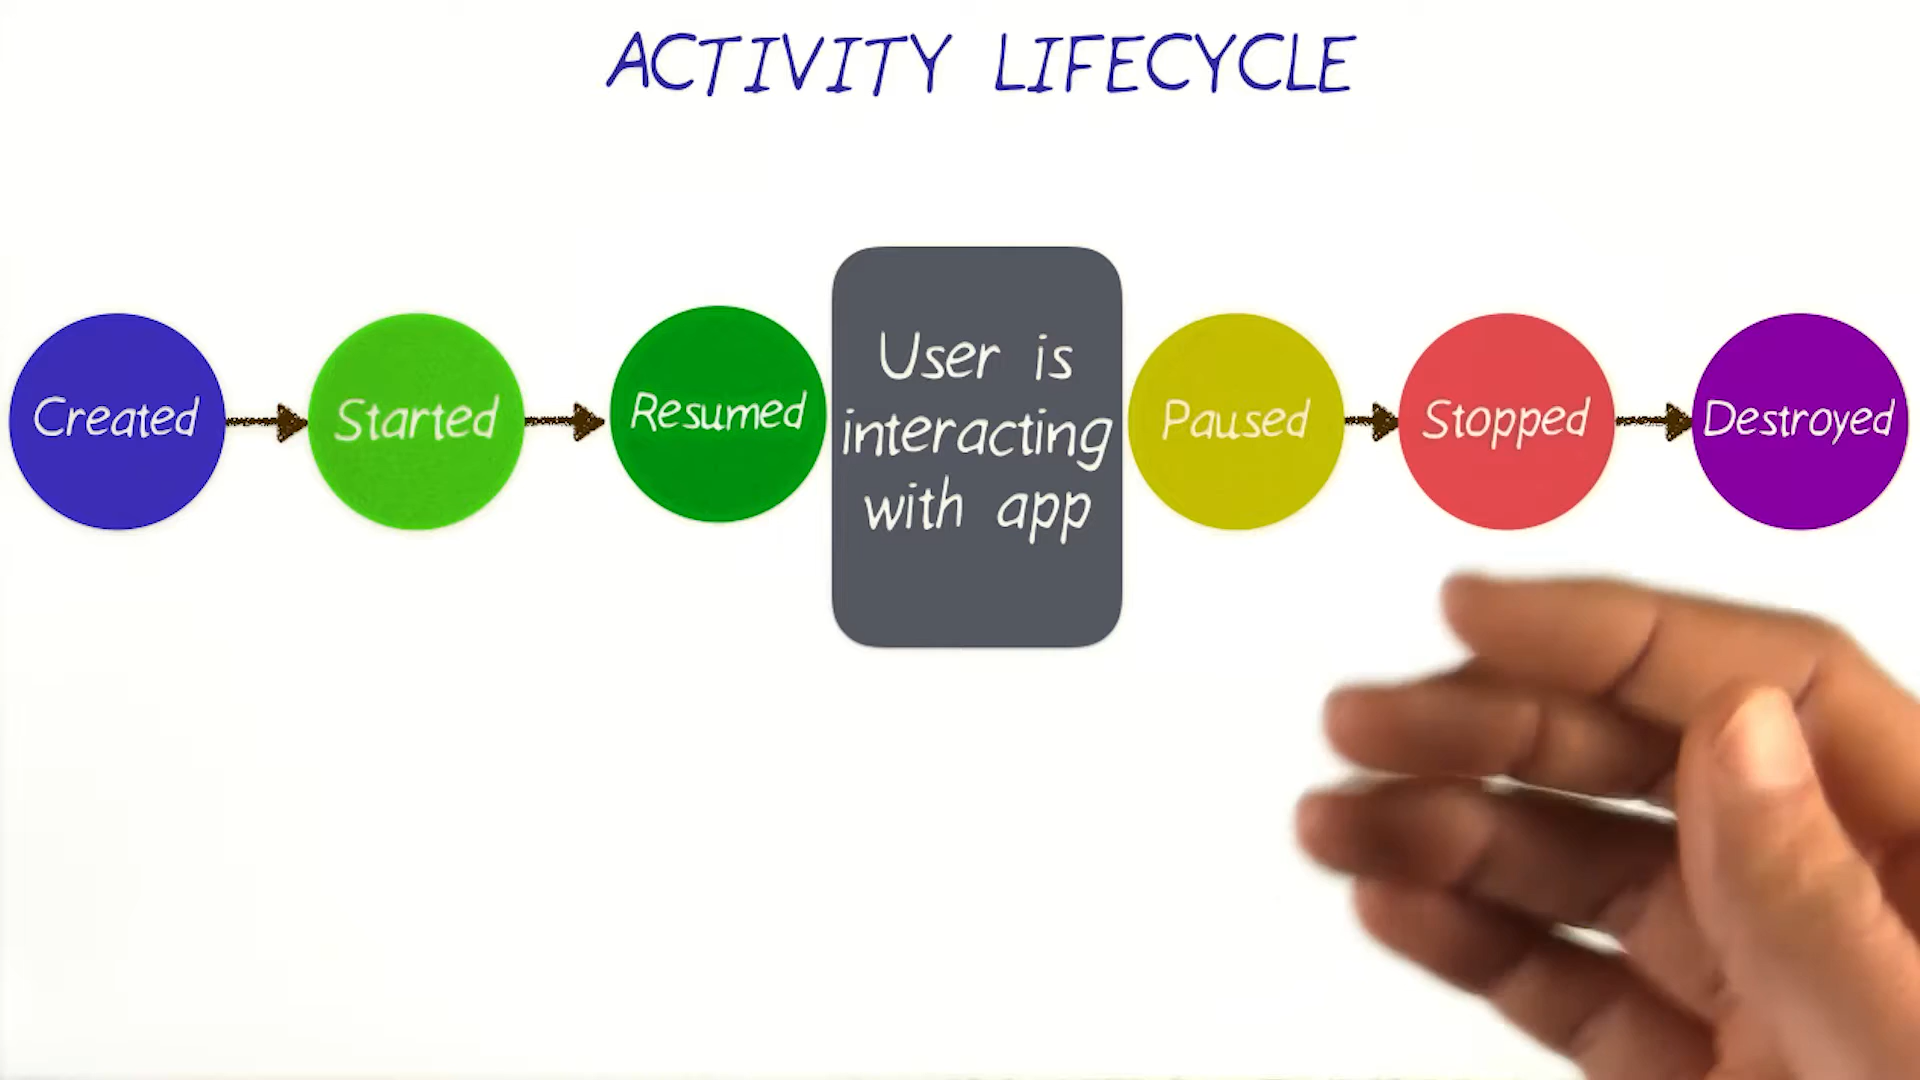 ACTIVITY LIFECYCLE
Created
Started
Resumed
User is
interacting
with app
Paused
Stopped
Destroyed